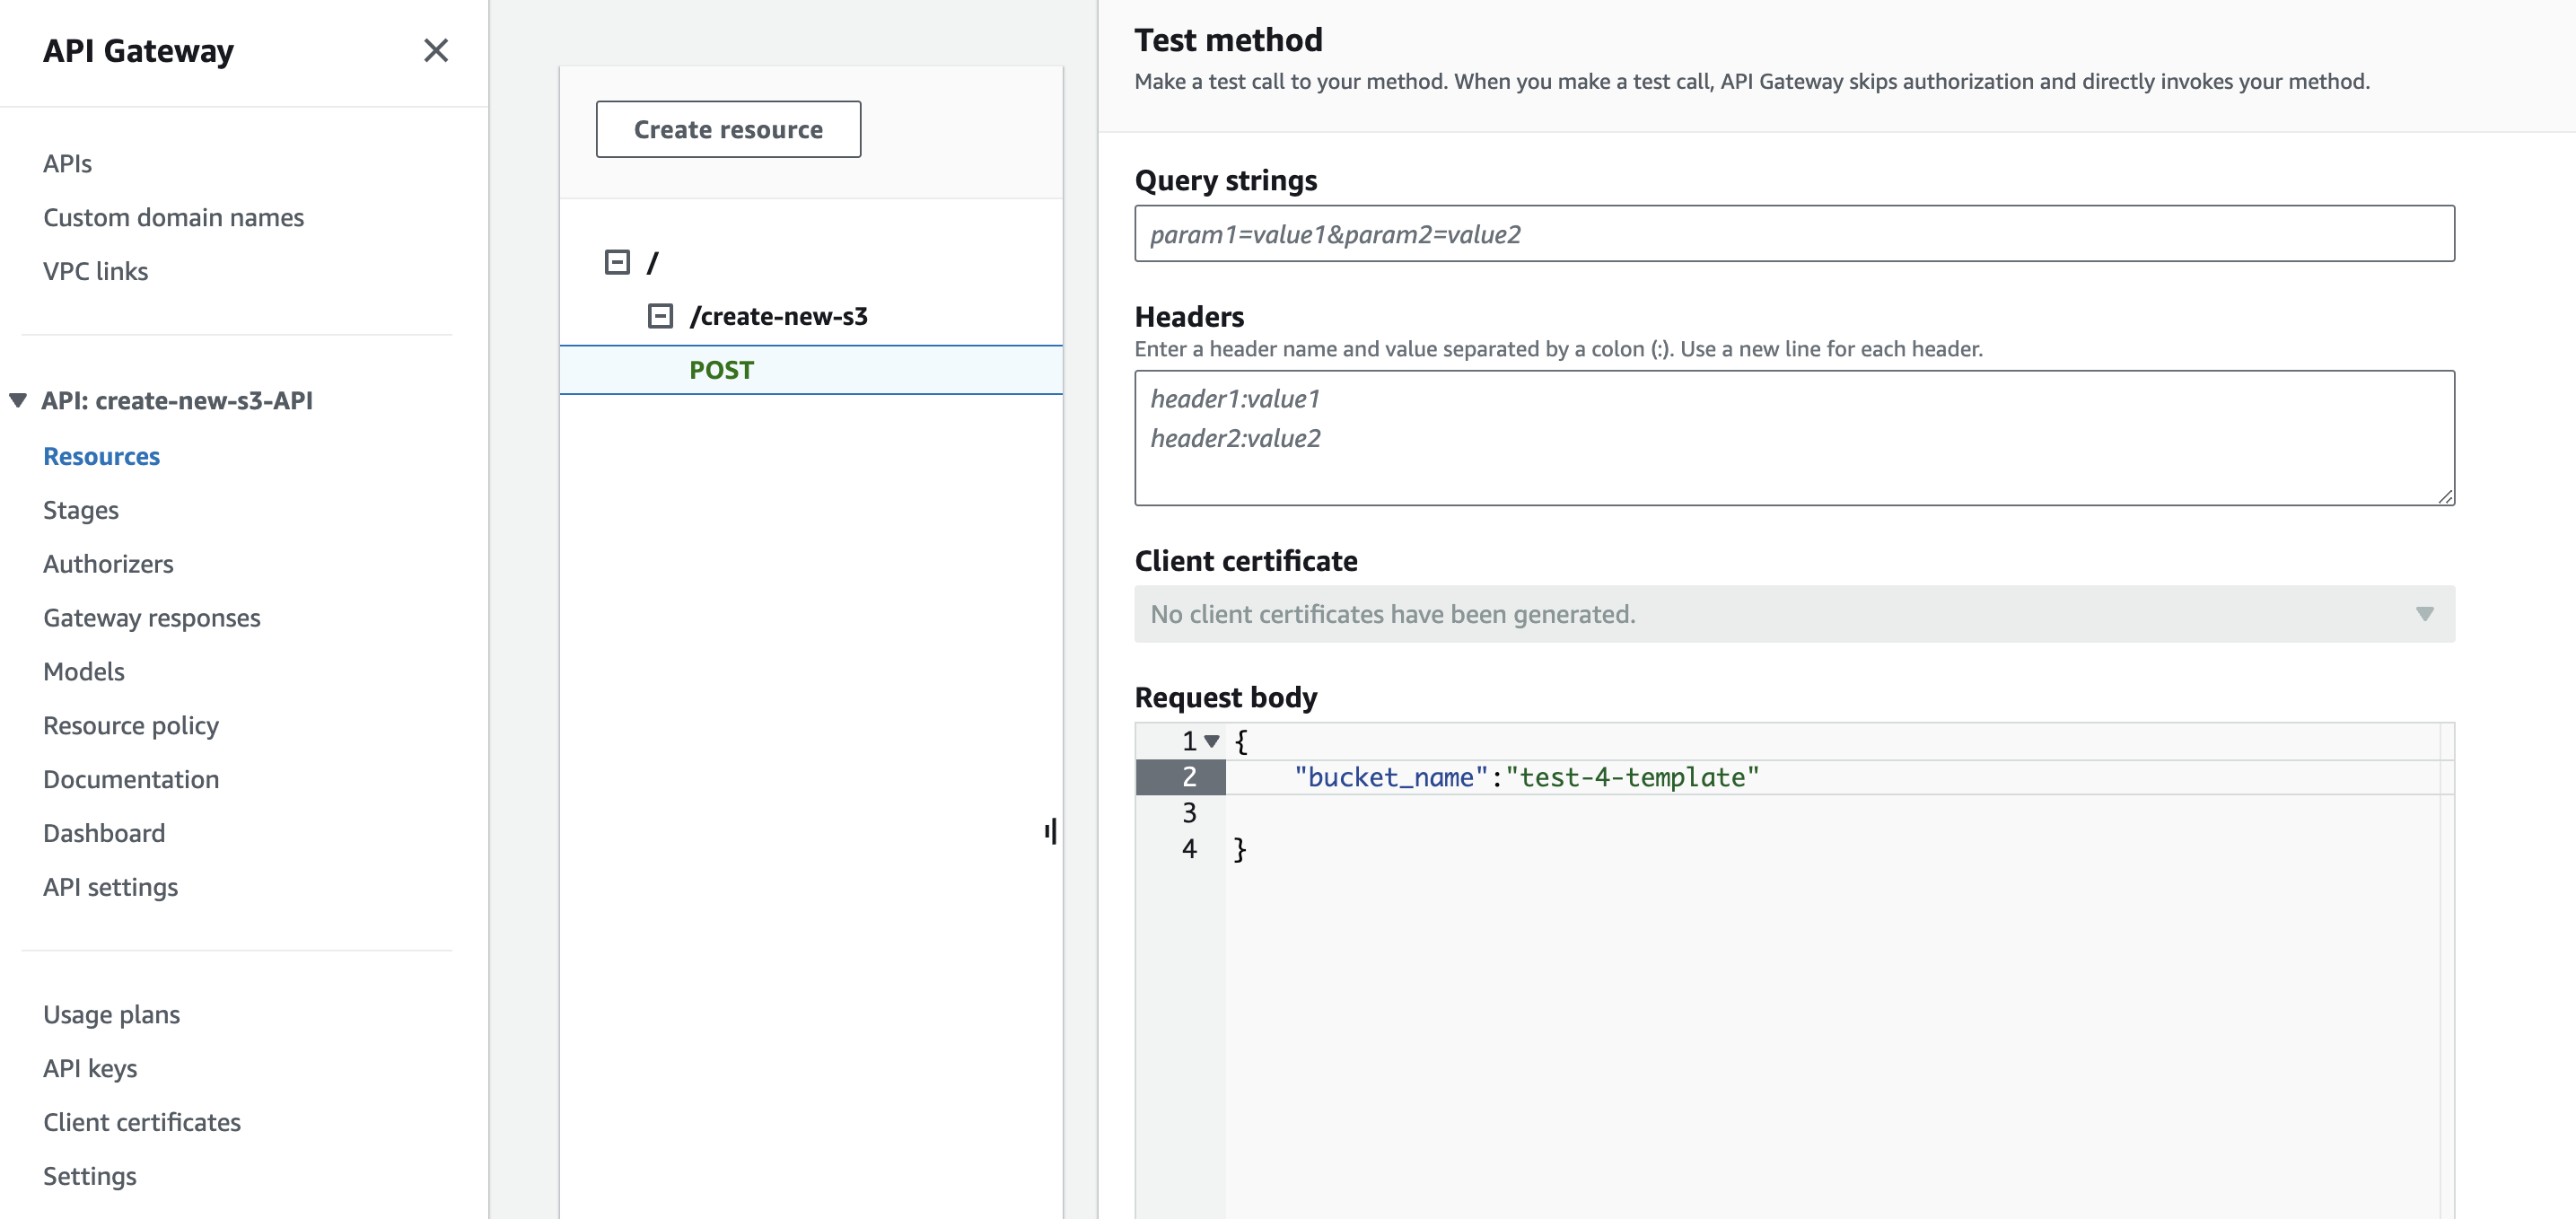 API Gateway
APIs
Custom domain names
VPC links
API: create-new-s3-API
Resources
Stages
Authorizers
Gateway responses
Models
Resource policy
Documentation
Dashboard
API settings
Usage plans
API keys
Client certificates
Settings
Create resource
/
/create-new-s3
POST
Test method
Make a test call to your method. When you make a test call, API Gateway skips authorization and directly invokes your method.
Query strings
param1=value1&param2=value2
Headers
Enter a header name and value separated by a colon (:). Use a new line for each header.
header1:value1
header2:value2
Client certificate
No client certificates have been generated.
Request body
1 {
2 "bucket_name":"test-4-template"
3
4 }